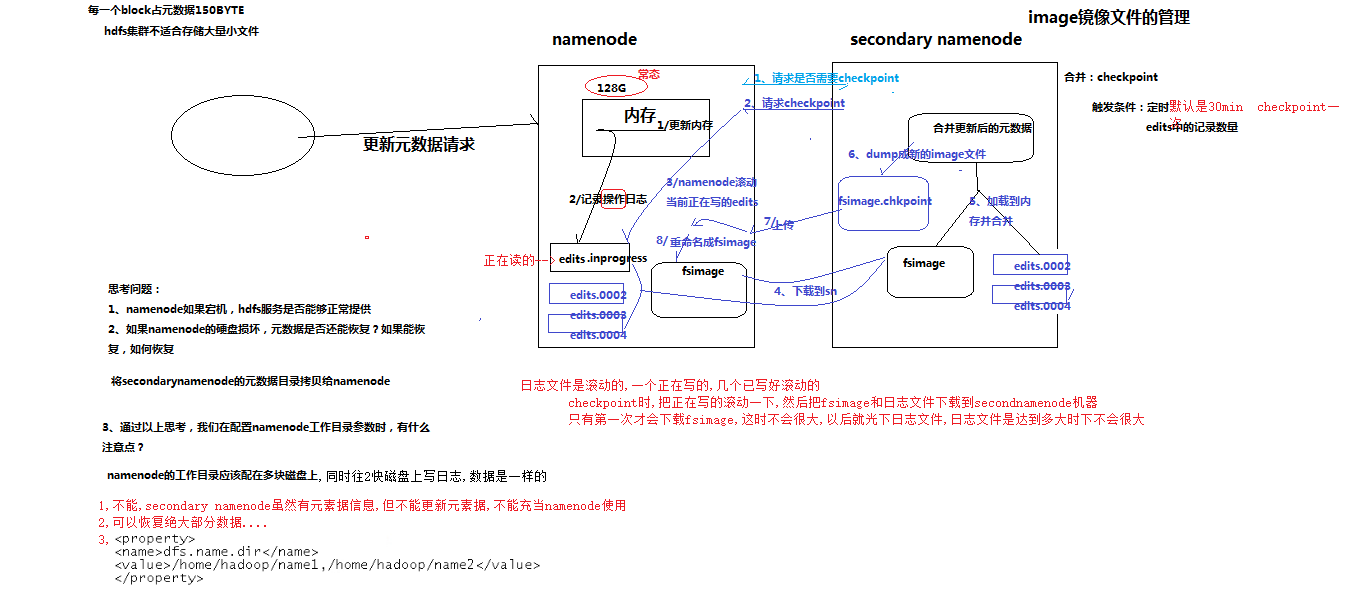 每一个block占元数据150BYTE
hdfs集群不适合存储大量小文件
image镜像文件的管理
namenode
secondary namenode
常态
128G
内存
1/更新内存
更新元数据请求
2/记录操作日志
正在读的-->
edits.inprogress
edits.0002
edits.0003
edits.0004
fsimage
1、请求是否需要checkpoint
2、请求checkpoint
3/namenode滚动
当前正在写的edits
7/上传
8/重命名成fsimage
4、下载到sn
合并更新后的元数据
6、dump成新的image文件
fsimage.chkpoint
5、加载到内
存并合并
fsimage
edits.0002
edits.0003
edits.0004
合并：checkpoint
触发条件：定时默认是30min checkpoint一
次
edits中的记录数量
思考问题：
1、namenode如果宕机，hdfs服务是否能够正常提供
2、如果namenode的硬盘损坏，元数据是否还能恢复？如果能恢
复，如何恢复
将secondarynamenode的元数据目录拷贝给namenode
日志文件是滚动的,一个正在写的,几个已写好滚动的
checkpoint时,把正在写的滚动一下,然后把fsimage和日志文件下载到secondnamenode机器
只有第一次才会下载fsimage,这时不会很大,以后就光下日志文件,日志文件是达到多大时下不会很大
3、通过以上思考，我们在配置namenode工作目录参数时，有什么
注意点？
namenode的工作目录应该配在多块磁盘上,同时往2快磁盘上写日志,数据是一样的
1,不能,secondary namenode虽然有元素据信息,但不能更新元素据,不能充当namenode使用
2,可以恢复绝大部分数据....
3,<property>
<name>dfs.name.dir</name>
<value>/home/hadoop/name1,/home/hadoop/name2</value>
</property>